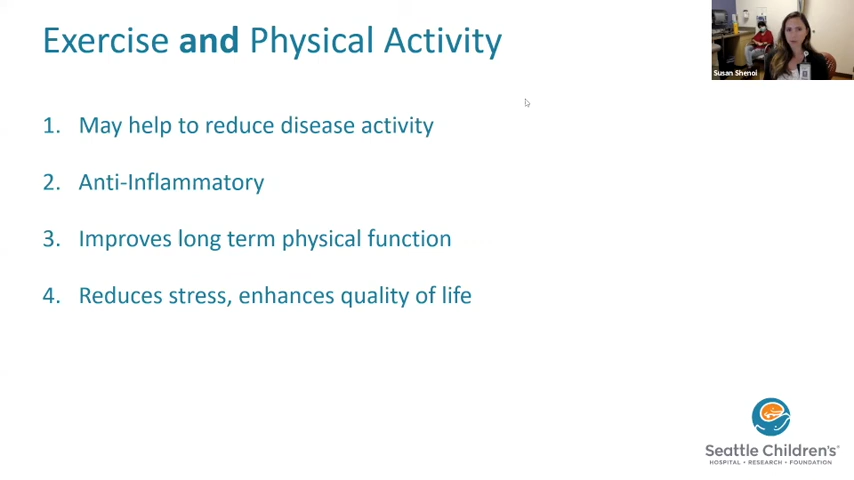 Exercise and Physical Activity
Susan Shenoi
1. May help to reduce disease activity
2. Anti-Inflammatory
3. Improves long term physical function
4. Reduces stress, enhances quality of life
Seattle Children's®
HOSPITAL • RESEARCH • FOUNDATION